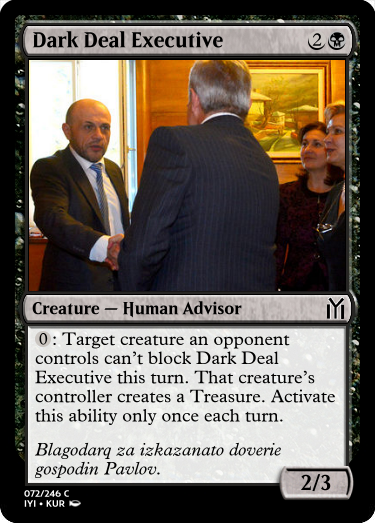 Dark Deal Executive 2
Creature — Human Advisor
0: Target creature an opponent
controls can't block Dark Deal
Executive this turn. That creature's
controller creates a Treasure. Activate
this ability only once each turn.
Blagodarq za izkazanato doverie
gospodin Pavlov.
2/3
072/246 C
IYI • KUR